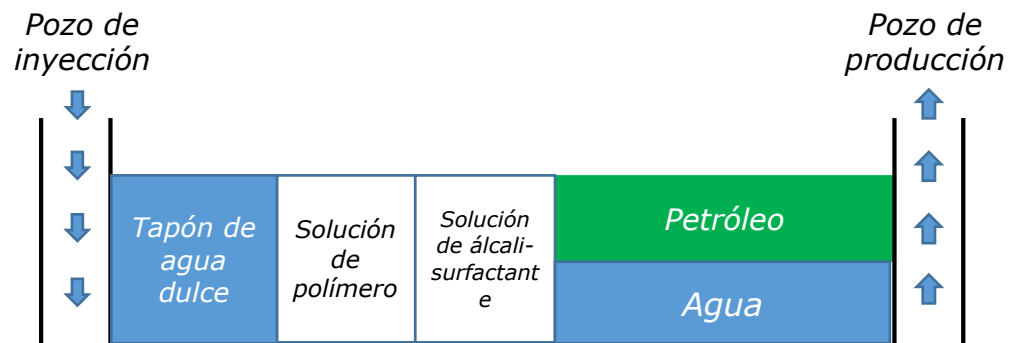 Pozo de
inyección
Pozo de
producción
Tapón de
agua
dulce
Solución
de
polímero
Solución
de álcali-
surfactant
e
Petróleo
Agua